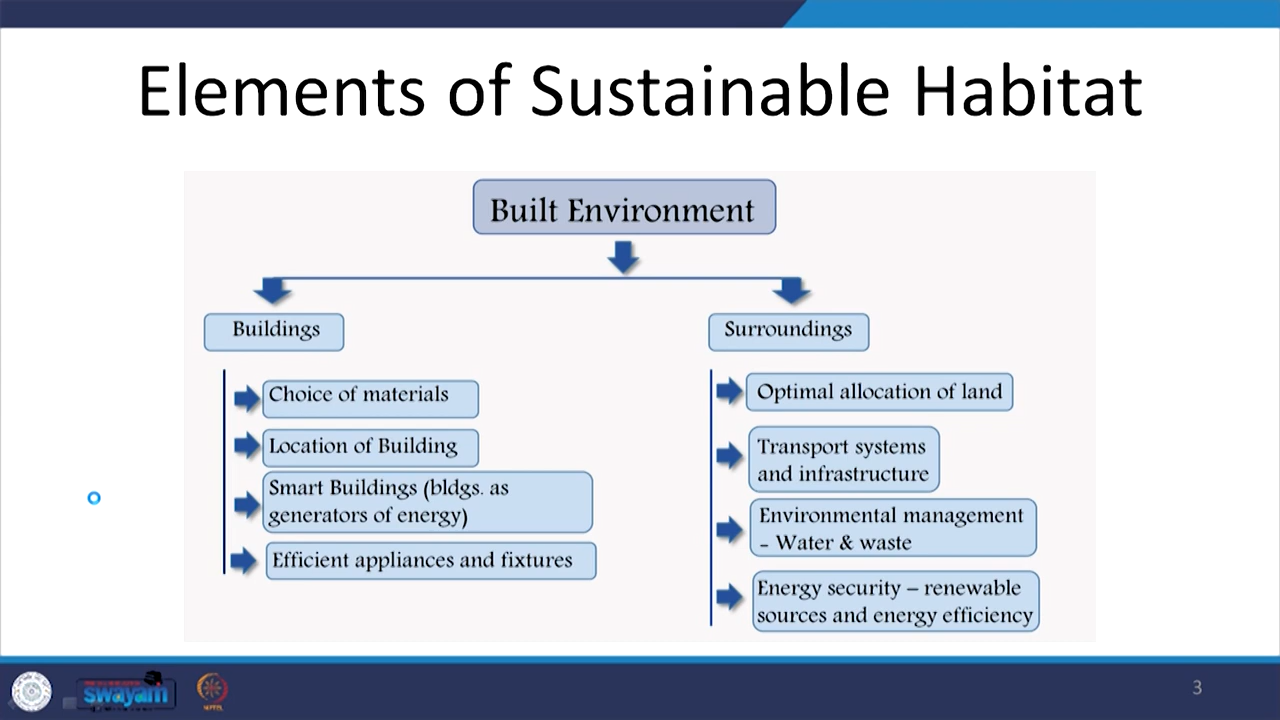 Elements of Sustainable Habitat
Built Environment
Buildings
Choice of materials
Location of Building
Smart Buildings (bldgs. as
generators of energy)
Efficient appliances and fixtures
Surroundings
Optimal allocation of land
Transport systems
and infrastructure
Environmental management
- Water & waste
Energy security – renewable
sources and energy efficiency
swayam
3